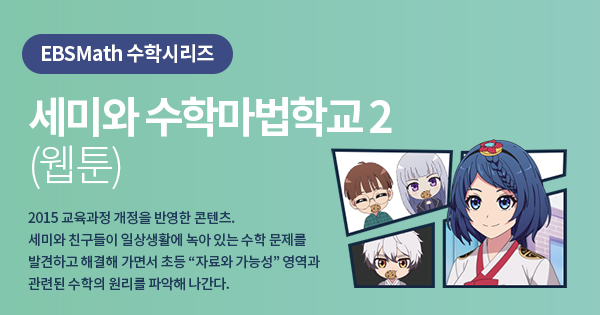 EBSMath 수학시리즈
세미와 수학마법학교 2
(웹툰)
2015 교육과정 개정을 반영한 콘텐츠.
세미와 친구들이 일상생활에 녹아 있는 수학 문제를
발견하고 해결해 가면서 초등 “자료와 가능성” 영역과
관련된 수학의 원리를 파악해 나간다.